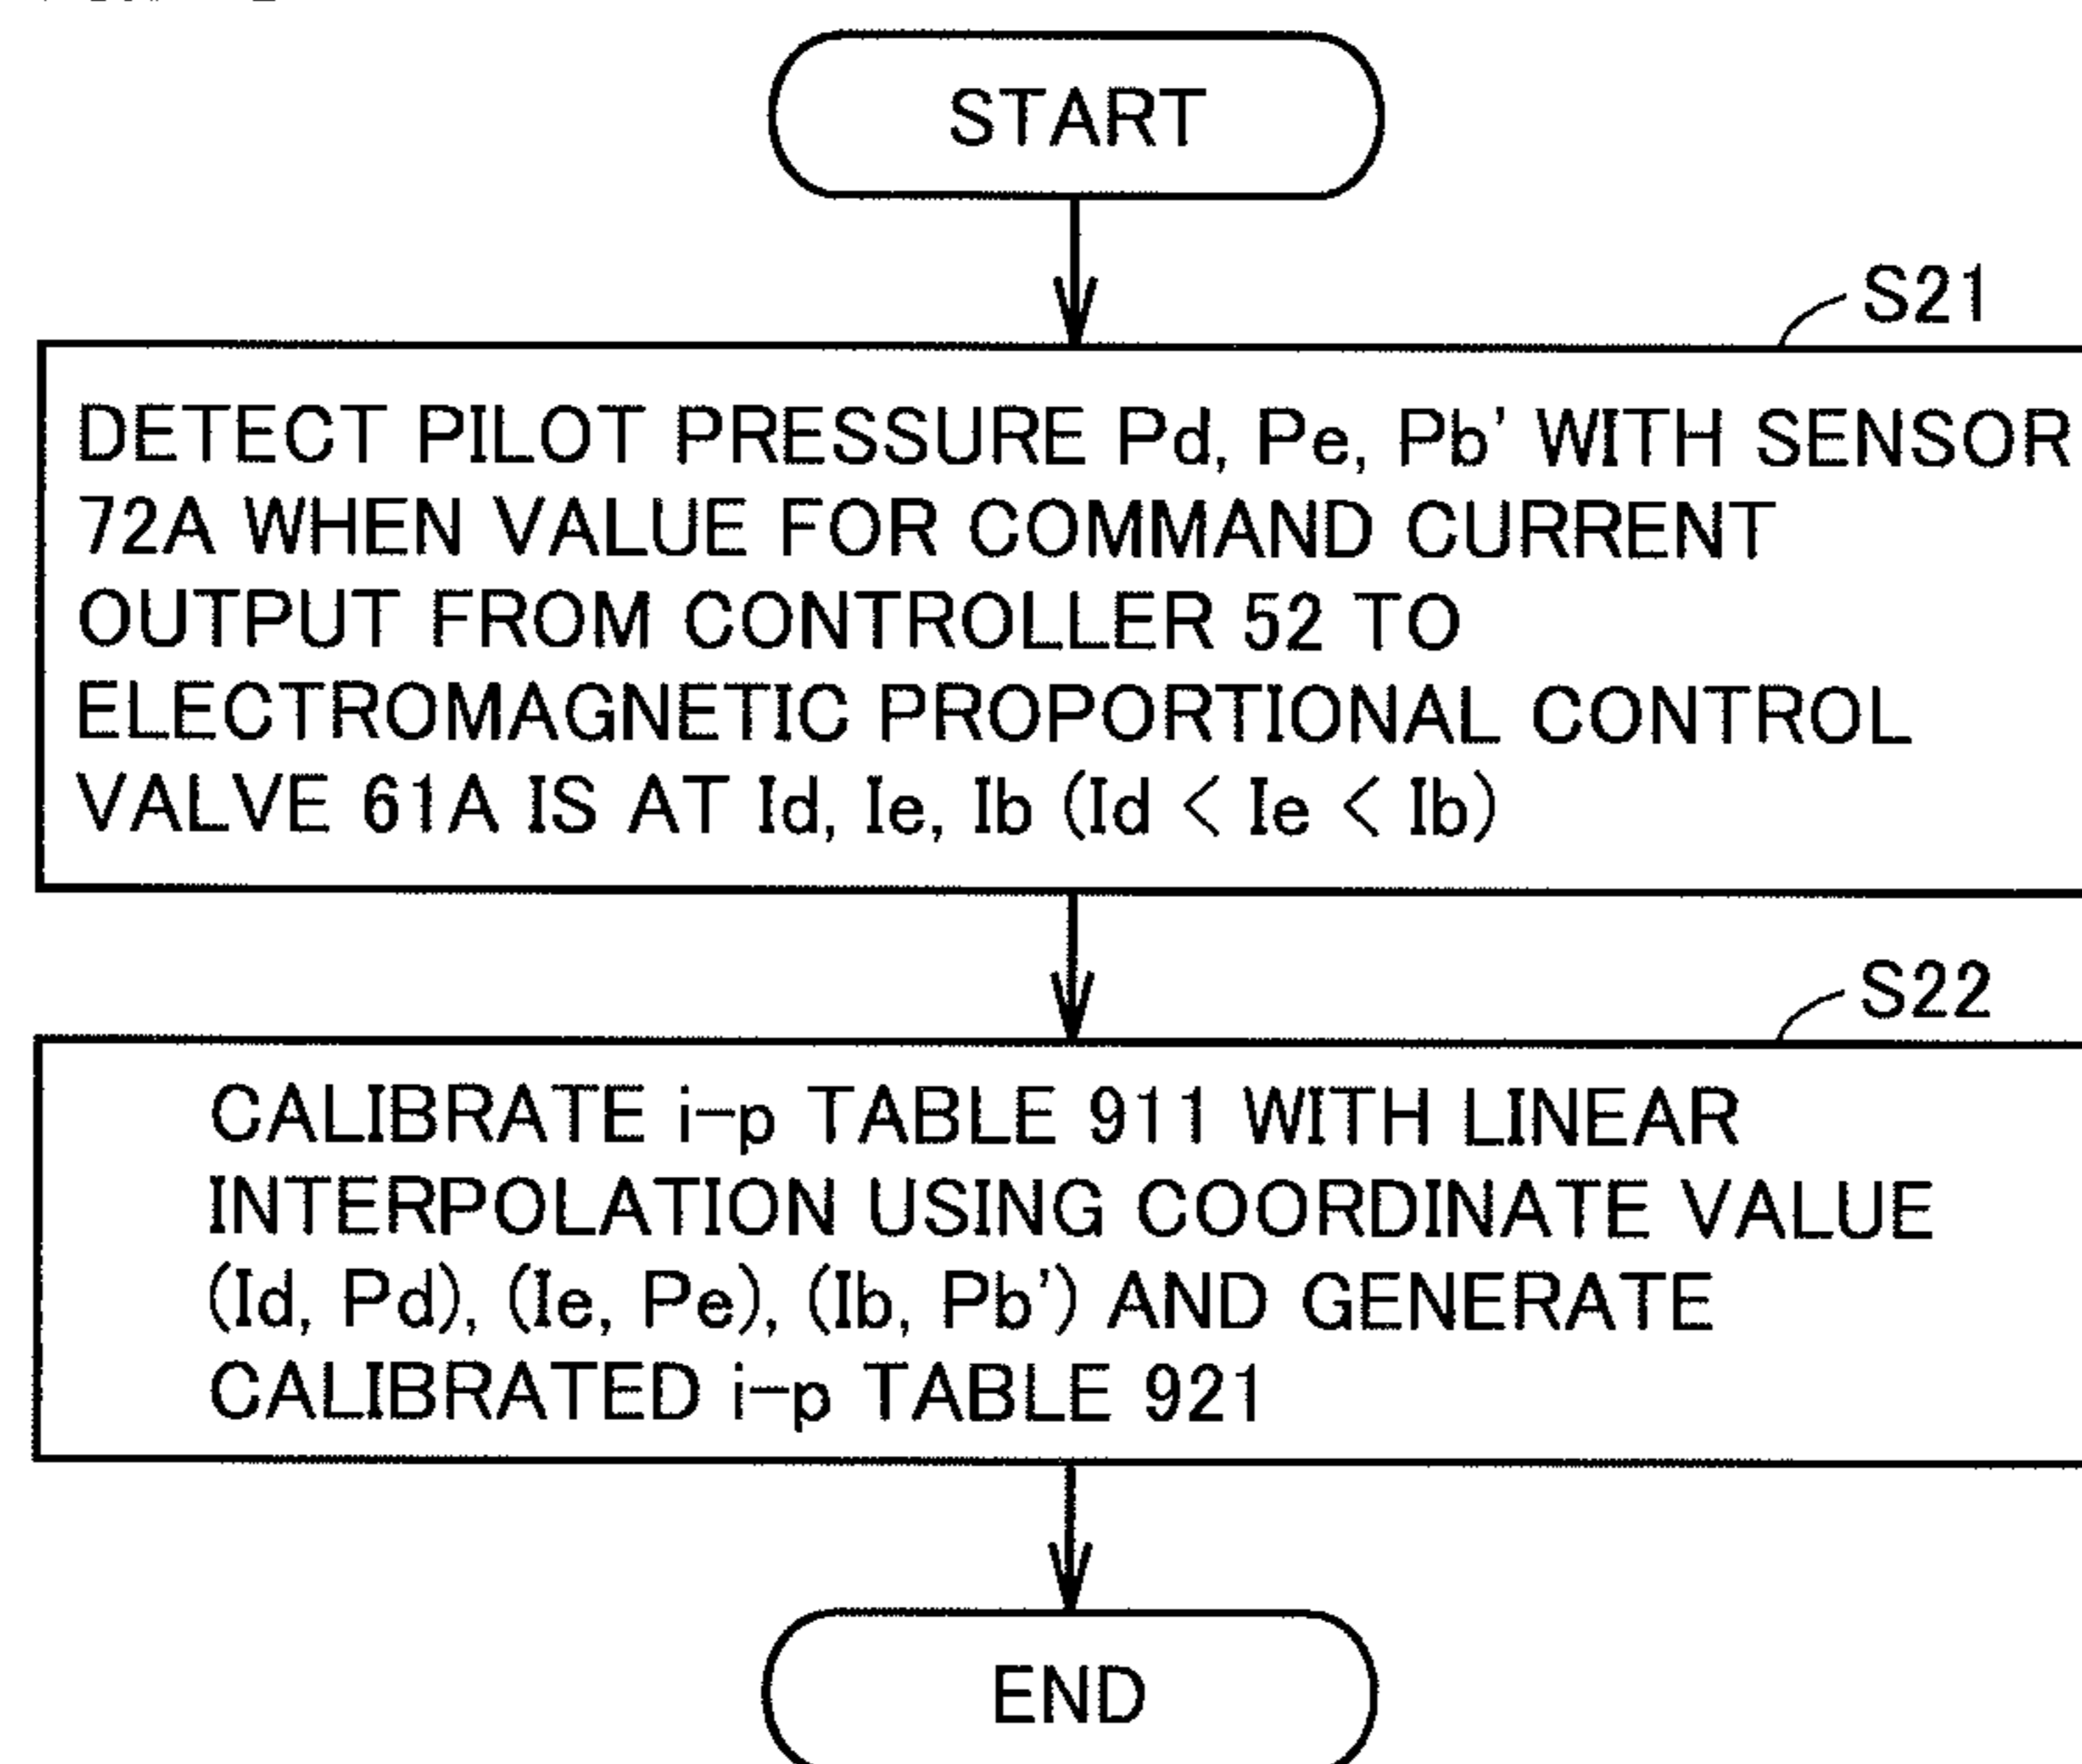 START
S21
DETECT PILOT PRESSURE Pd, Pe, Pb' WITH SENSOR
72A WHEN VALUE FOR COMMAND CURRENT
OUTPUT FROM CONTROLLER 52 TO
ELECTROMAGNETIC PROPORTIONAL CONTROL
VALVE 61A IS AT Id, Ie, Ib (Id < Ie < Ib)
S22
CALIBRATE i-p TABLE 911 WITH LINEAR
INTERPOLATION USING COORDINATE VALUE
(Id, Pd), (Ie, Pe), (Ib, Pb') AND GENERATE
CALIBRATED i-p TABLE 921
END